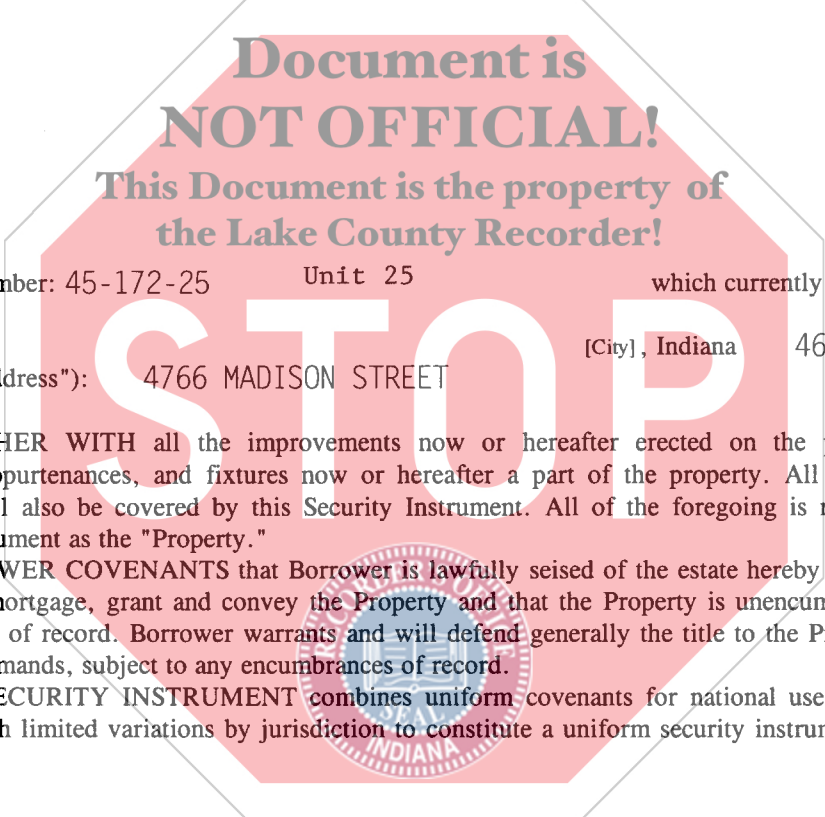 Document is
NOT OFFICIAL!
This Document is the property of
the Lake County Recorder!
mber: 45-172-25 Unit 25 which currently
[City], Indiana 46
ddress"): 4766 MADISON STREET
STOP
HER WITH all the improvements now or hereafter erected on the
ppurtenances, and fixtures now or hereafter a part of the property. All
l also be covered by this Security Instrument. All of the foregoing is
ument as the "Property."
WER COVENANTS that Borrower is lawfully seised of the estate hereby
mortgage, grant and convey the Property and that the Property is unencum
of record. Borrower warrants and will defend generally the title to the P
mands, subject to any encumbrances of record.
ECURITY INSTRUMENT combines uniform covenants for national use
h limited variations by jurisdiction to constitute a uniform security instru
RECORDER'S OFFICE
SEAL
INDIANA